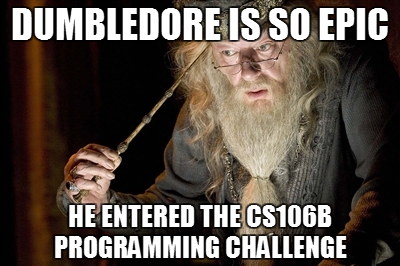 DUMBLEDORE IS SO EPIC
HE ENTERED THE CS106B
PROGRAMMING CHALLENGE